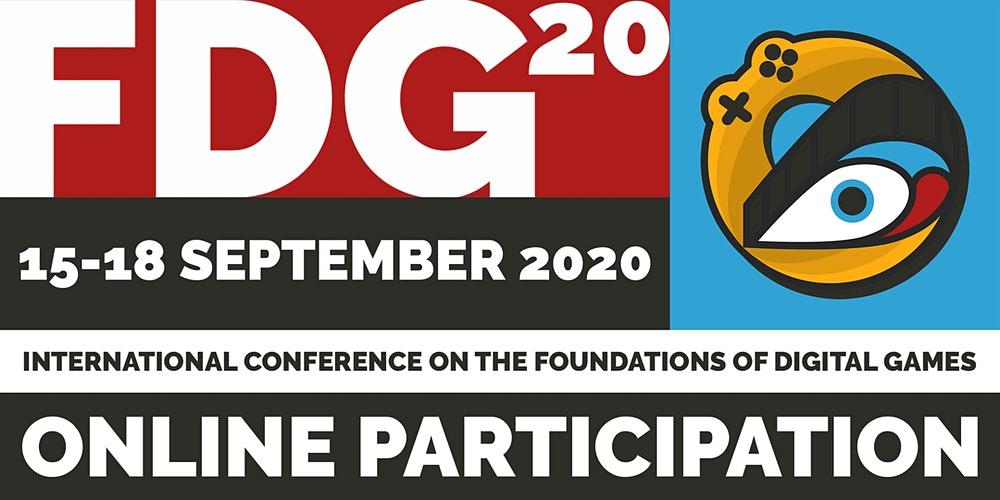 FDG20
15-18 SEPTEMBER 2020
INTERNATIONAL CONFERENCE ON THE FOUNDATIONS OF DIGITAL GAMES
ONLINE PARTICIPATION